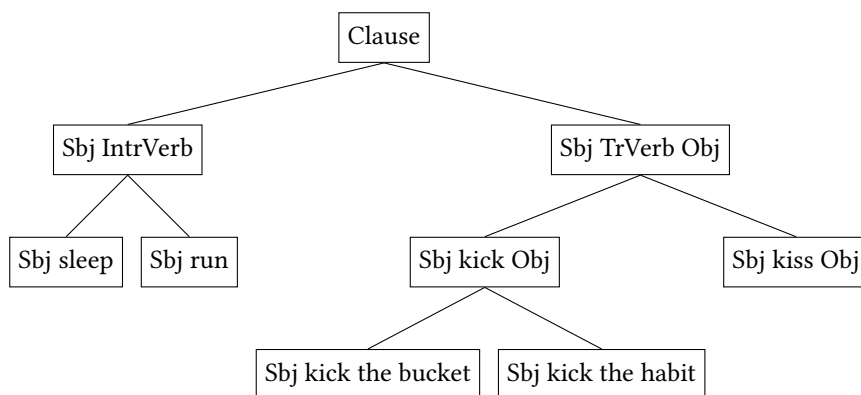 Clause
Sbj IntrVerb
Sbj TrVerb Obj
Sbj sleep
Sbj run
Sbj kick Obj
Sbj kiss Obj
Sbj kick the bucket
Sbj kick the habit